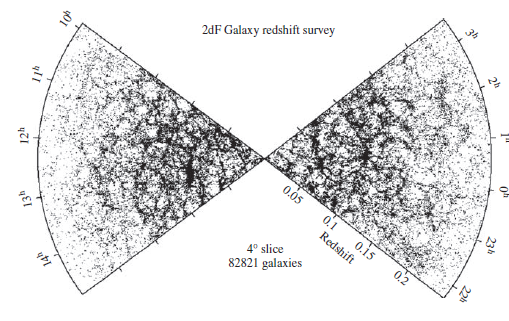 2dF Galaxy redshift survey
10h
11h
12h
13h
14h
3h
2h
1h
0h
23h
22h
0.05
0.1
0.15
0.2
Redshift
4° slice
82821 galaxies